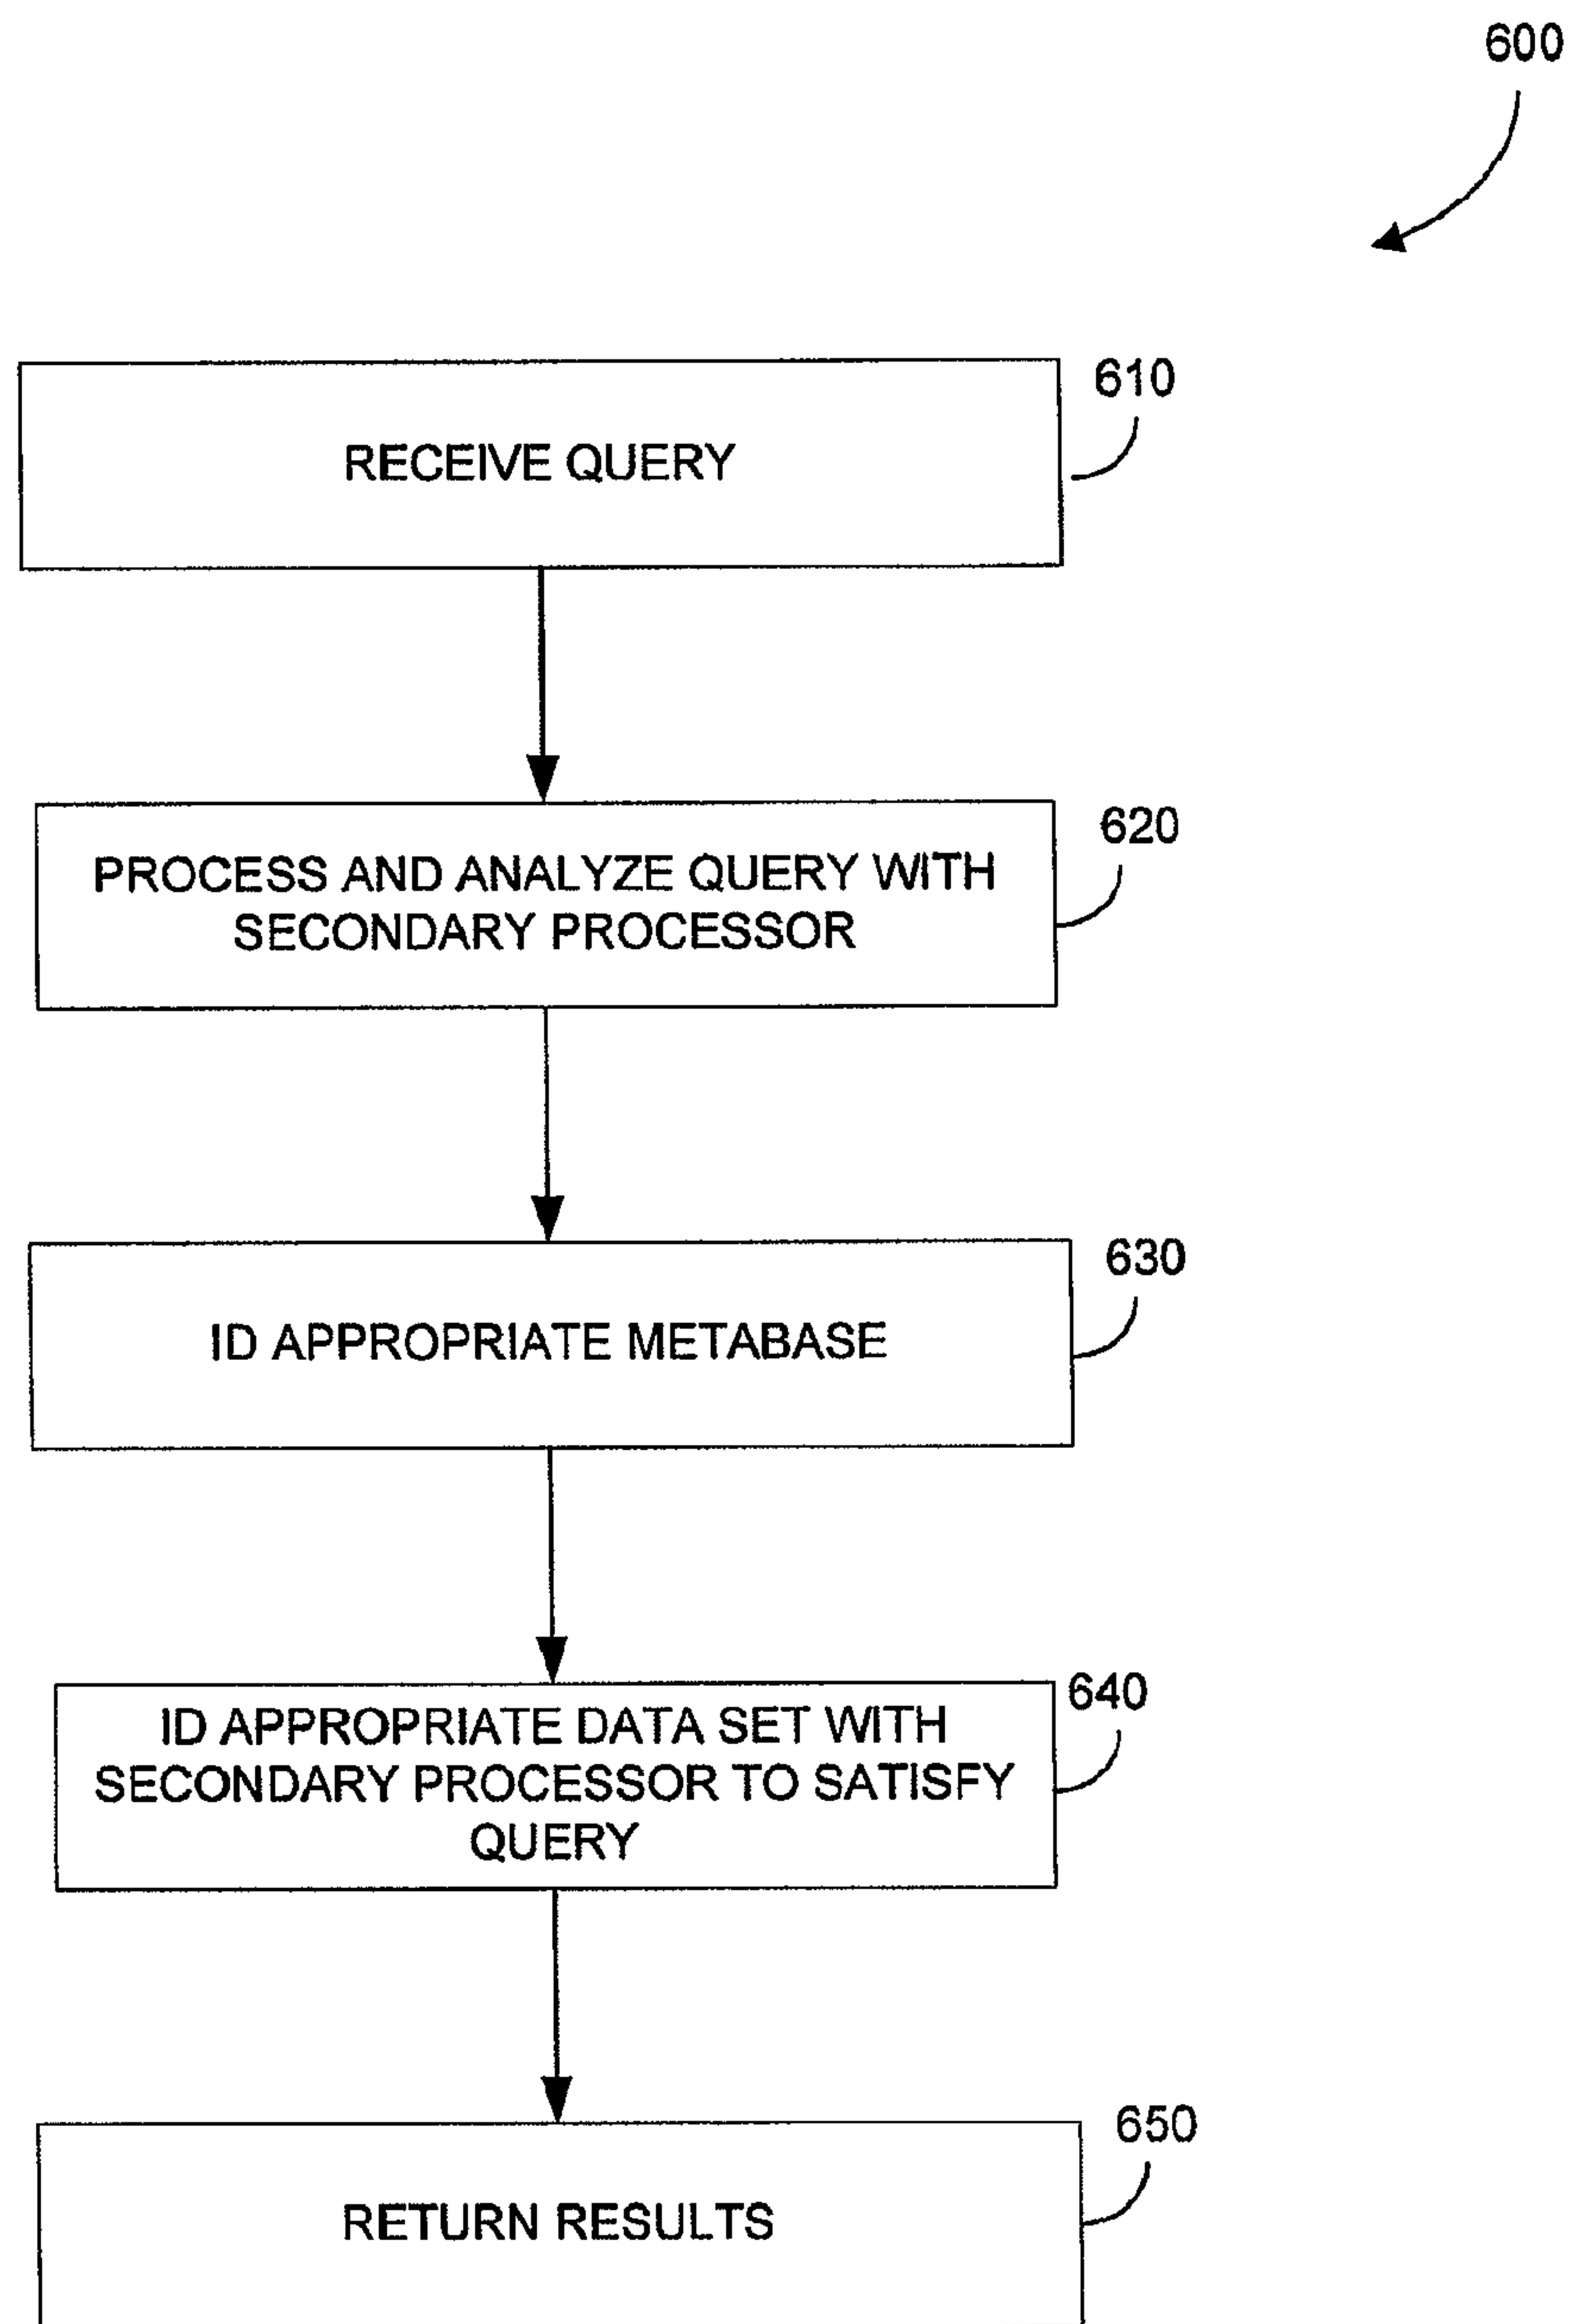 600
610
RECEIVE QUERY
620
PROCESS AND ANALYZE QUERY WITH
SECONDARY PROCESSOR
630
ID APPROPRIATE METABASE
640
ID APPROPRIATE DATA SET WITH
SECONDARY PROCESSOR TO SATISFY
QUERY
650
RETURN RESULTS